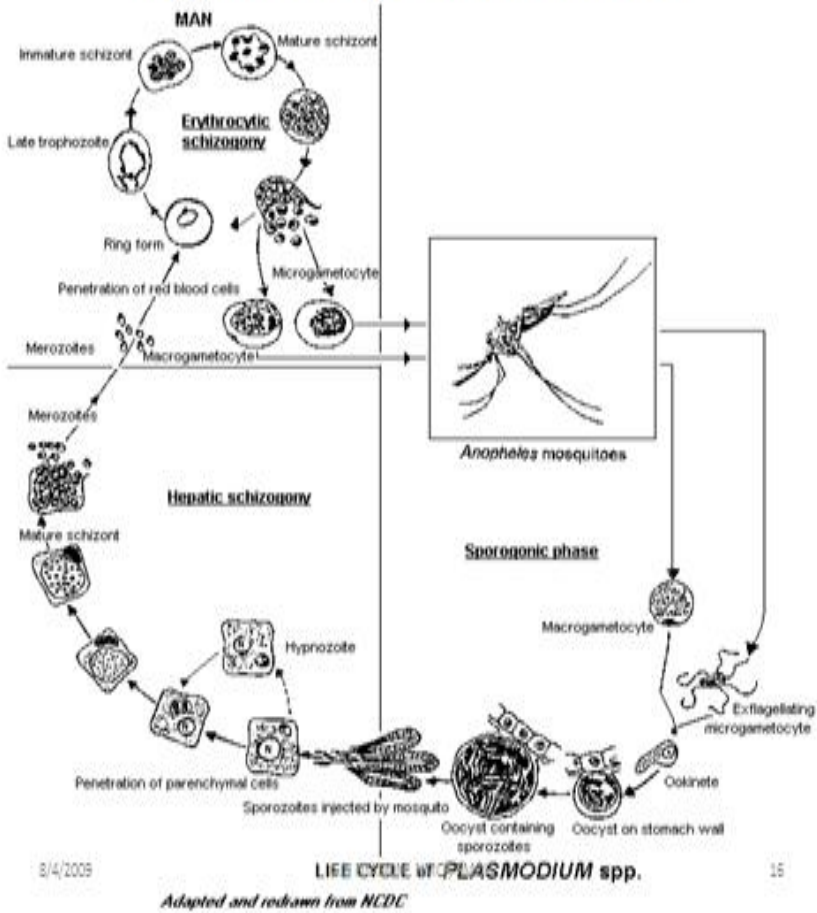 MAN
Immature schizont
Mature schizont
Erythrocytic
schizogony
Late trophozoite
Ring form
Microgametocyte
Penetration of red blood cells
Merozoites
Macrogametocyte
Merozoites
Anopheles mosquitoes
Hepatic schizogony
Mature schizont
Sporogonic phase
Macrogametocyte
Hypnozoite
N
N
N
Exflagellating
microgametocyte
Penetration of parenchymal cells
Ookinete
Sporozoites injected by mosquito
Oocyst containing
sporozoites
Oocyst on stomach wall
8/4/2009
LIFE CYCLE of PLASMODIUM spp.
16
Adapted and redrawn from NCDC